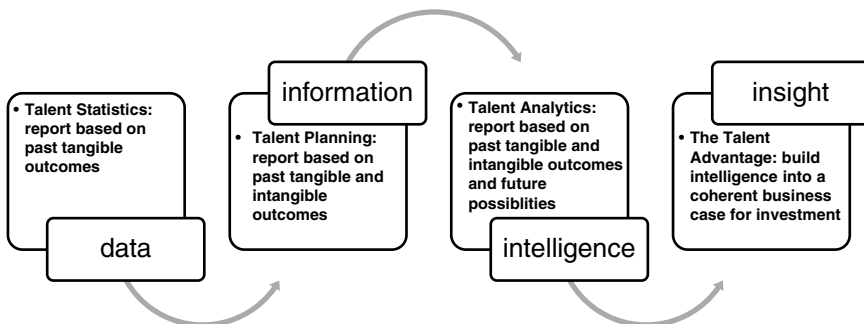 • Talent Statistics:
report based on
past tangible
outcomes
data
information
• Talent Planning:
report based on
past tangible and
intangible
outcomes
• Talent Analytics:
report based on
past tangible and
intangible outcomes
and future
possiblities
intelligence
insight
• The Talent
Advantage: build
intelligence into a
coherent business
case for investment